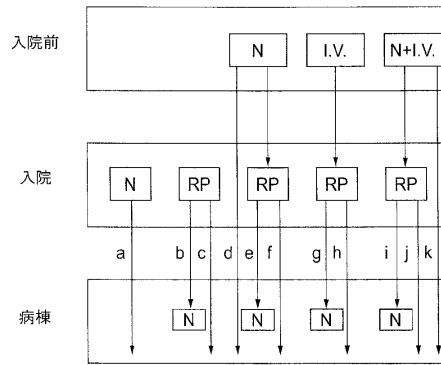 入院前
N I.V. N+I.V.
入院
N RP RP RP RP
a b c d e f g h i j k
病棟
N N N N